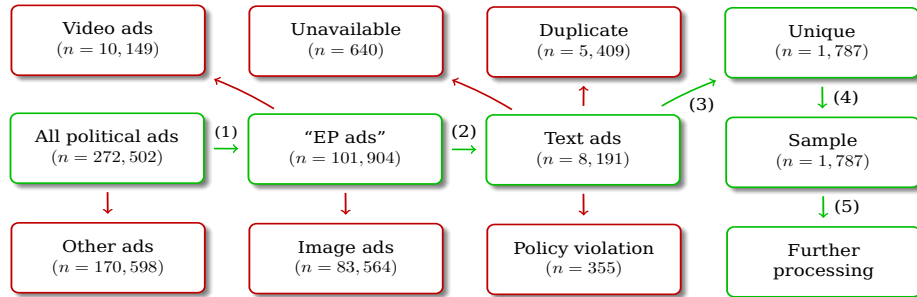 Video ads
(n = 10, 149)
Unavailable
(n = 640)
Duplicate
(n = 5, 409)
Unique
(n = 1, 787)
(3)
(4)
All political ads
(n = 272, 502)
(1)
“EP ads”
(n = 101, 904)
(2)
Text ads
(n = 8, 191)
Sample
(n = 1, 787)
(5)
Other ads
(n = 170, 598)
Image ads
(n = 83, 564)
Policy violation
(n = 355)
Further
processing